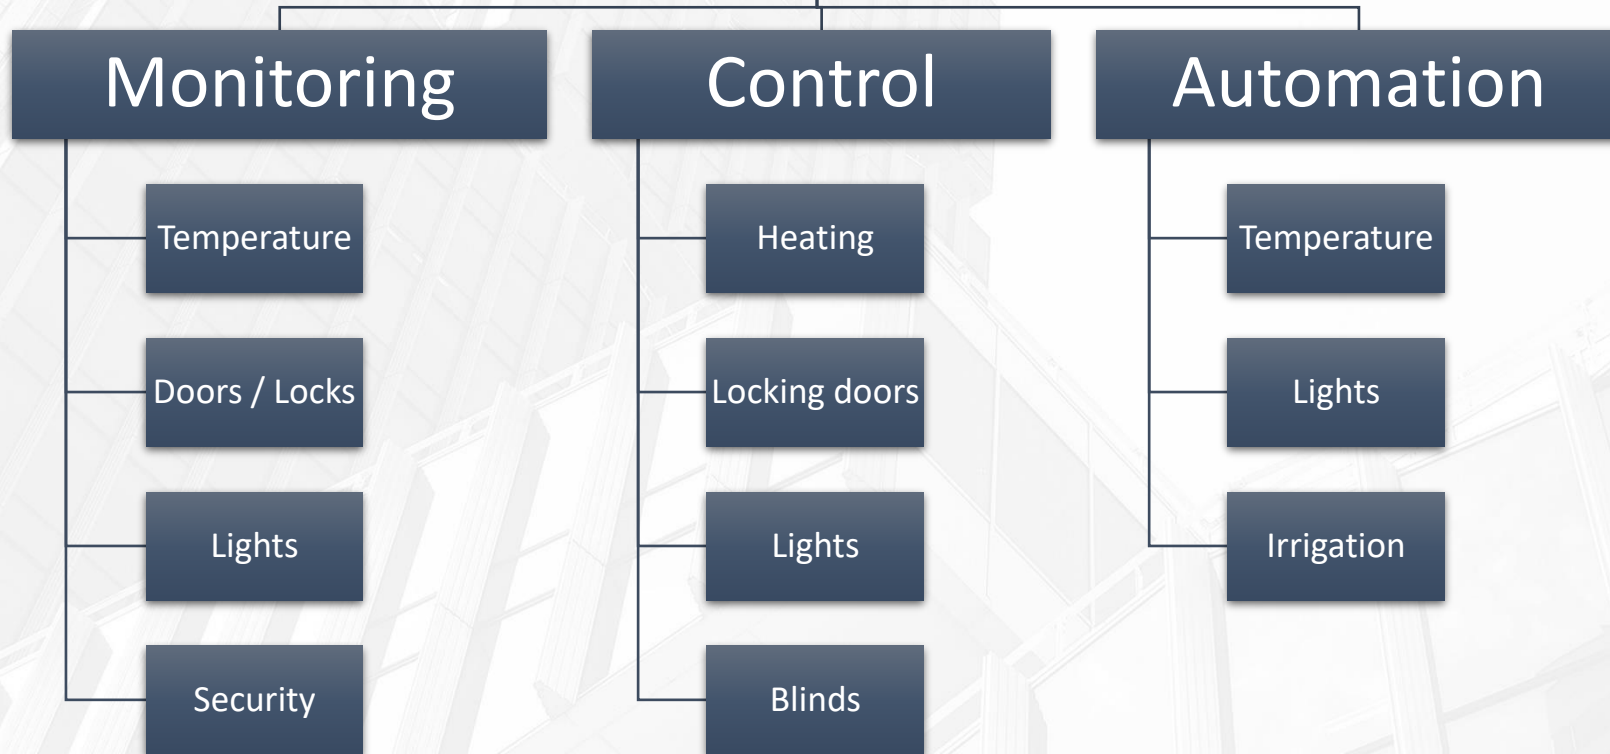 Monitoring
Temperature
Doors / Locks
Lights
Security
Control
Heating
Locking doors
Lights
Blinds
Automation
Temperature
Lights
Irrigation